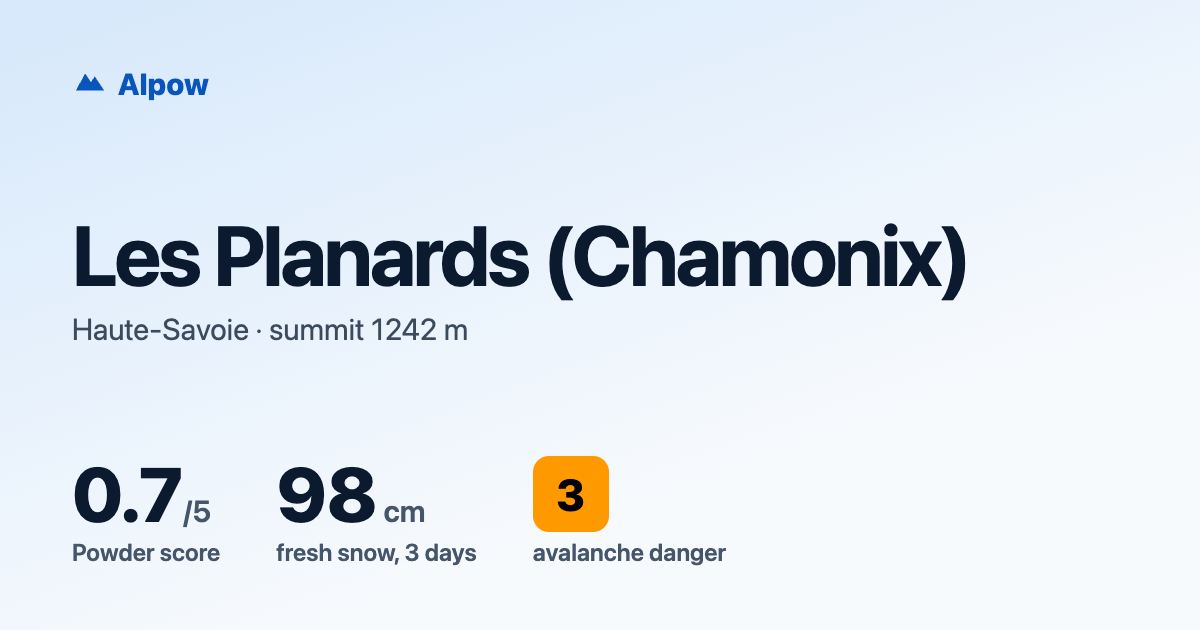 Alpow
Les Planards (Chamonix)
Haute-Savoie · summit 1242 m
0.7/5
Powder score
98 cm
fresh snow, 3 days
3
avalanche danger